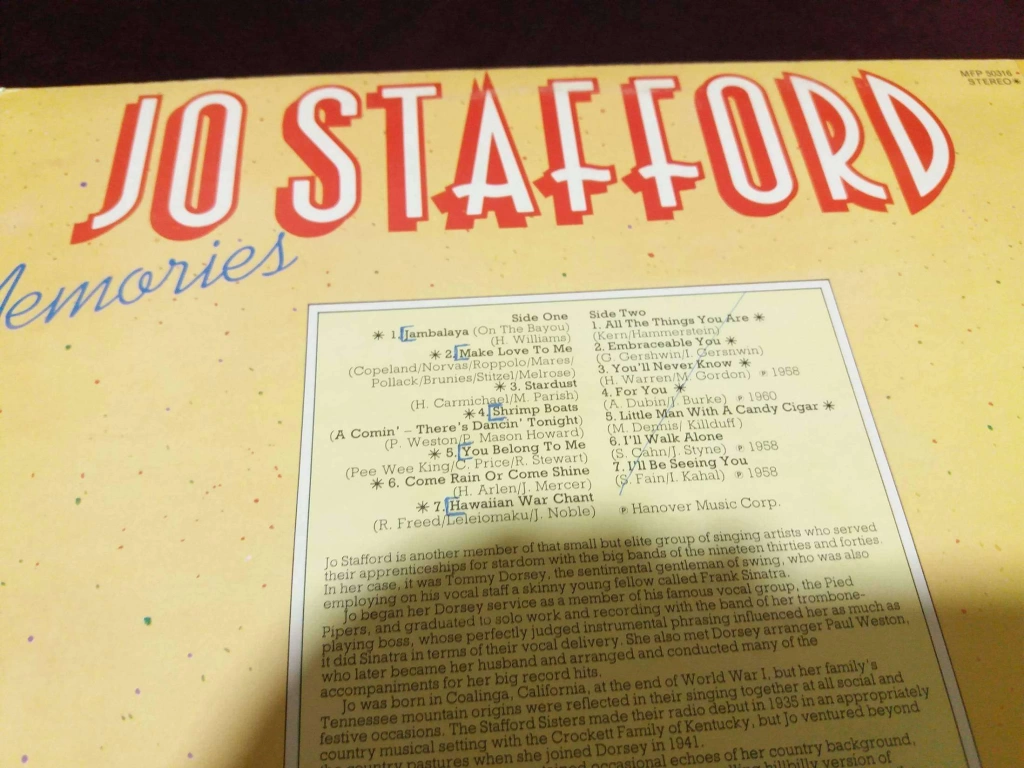 MFP 50316
STEREO
JO STAFFORD
Memories
Side One
✳ 1. Jambalaya (On The Bayou)
(H. Williams)
✳ 2. Make Love To Me
(Copeland/Norvas/Roppolo/Mares/
Pollack/Brunies/Stitzel/Melrose)
✳ 3. Stardust
(H. Carmichael/M. Parish)
✳ 4. Shrimp Boats
(A Comin' – There's Dancin' Tonight)
(P. Weston/P. Mason Howard)
✳ 5. You Belong To Me
(Pee Wee King/C. Price/R. Stewart)
✳ 6. Come Rain Or Come Shine
(H. Arlen/J. Mercer)
✳ 7. Hawaiian War Chant
(R. Freed/Leleiomaku/J. Noble)
Side Two
1. All The Things You Are ✳
(Kern/Hammerstein)
2. Embraceable You ✳
(G. Gershwin/I. Gershwin)
3. You'll Never Know ✳
(H. Warren/M. Gordon) ℗ 1958
4. For You ✳
(A. Dubin/J. Burke) ℗ 1960
5. Little Man With A Candy Cigar ✳
(M. Dennis/ Killduff)
6. I'll Walk Alone
(S. Cahn/J. Styne) ℗ 1958
7. I'll Be Seeing You
(S. Fain/I. Kahal) ℗ 1958
℗ Hanover Music Corp.
Jo Stafford is another member of that small but elite group of singing artists who served
their apprenticeships for stardom with the big bands of the nineteen thirties and forties.
In her case, it was Tommy Dorsey, the sentimental gentleman of swing, who was also
employing on his vocal staff a skinny young fellow called Frank Sinatra.
Jo began her Dorsey service as a member of his famous vocal group, the Pied
Pipers, and graduated to solo work and recording with the band of her trombone-
playing boss, whose perfectly judged instrumental phrasing influenced her as much as
it did Sinatra in terms of their vocal delivery. She also met Dorsey arranger Paul Weston,
who later became her husband and arranged and conducted many of the
accompaniments for her big record hits.
Jo was born in Coalinga, California, at the end of World War I, but her family's
Tennessee mountain origins were reflected in their singing together at all social and
festive occasions. The Stafford Sisters made their radio debut in 1935 in an appropriately
country musical setting with the Crockett Family of Kentucky, but Jo ventured beyond
the country pastures when she joined Dorsey in 1941.
occasional echoes of her country background,
hillbilly version of